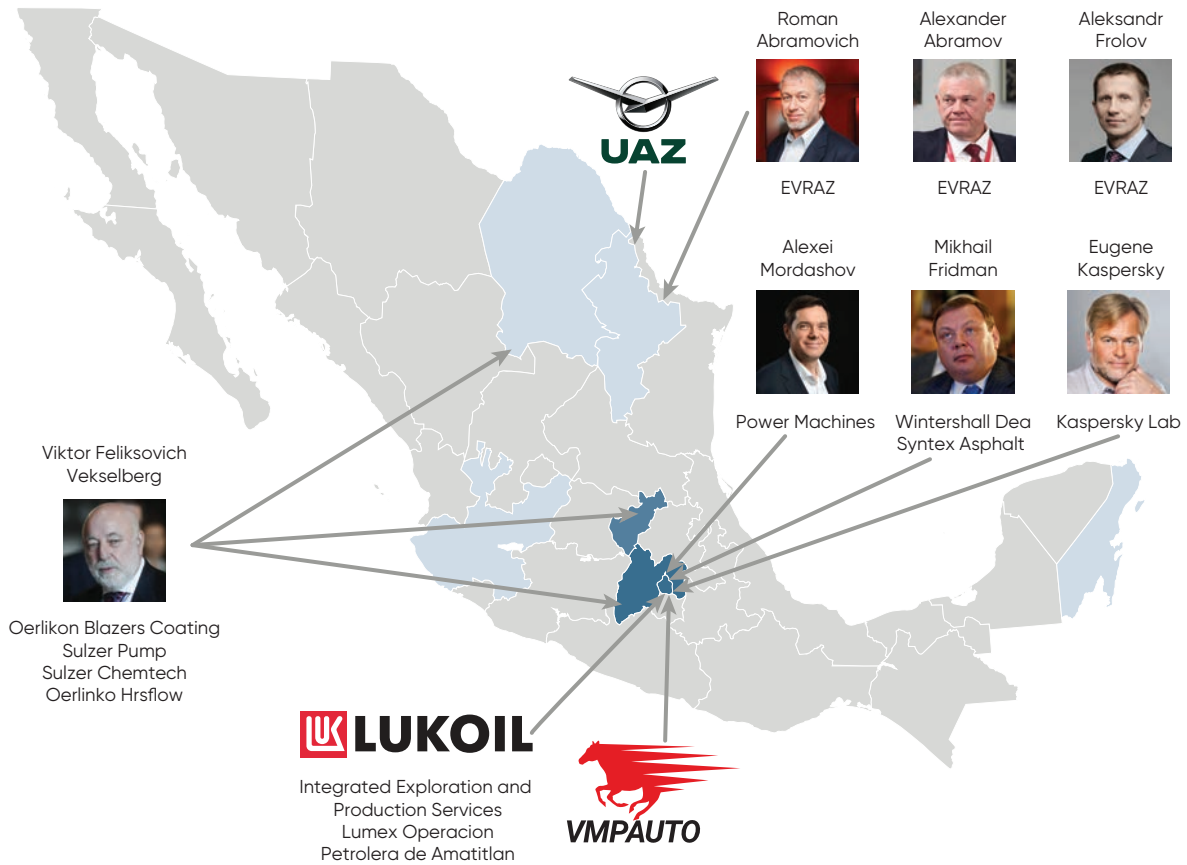 Roman
Abramovich
Alexander
Abramov
Aleksandr
Frolov
UAZ
EVRAZ
EVRAZ
EVRAZ
Alexei
Mordashov
Mikhail
Fridman
Eugene
Kaspersky
Power Machines
Wintershall Dea
Syntex Asphalt
Kaspersky Lab
Viktor Feliksovich
Vekselberg
Oerlikon Blazers Coating
Sulzer Pump
Sulzer Chemtech
Oerlinko Hrsflow
LUK LUKOIL
Integrated Exploration and
Production Services
Lumex Operacion
Petrolera de Amatitlan
VMPAUTO